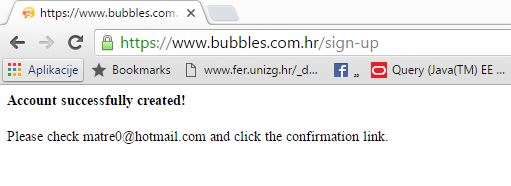 https://www.bubbles.com.hr/
https://www.bubbles.com.hr/sign-up
Aplikacije Bookmarks www.fer.unizg.hr/_d... f „ Query (Java(TM) EE ...
Account successfully created!
Please check matre0@hotmail.com and click the confirmation link.